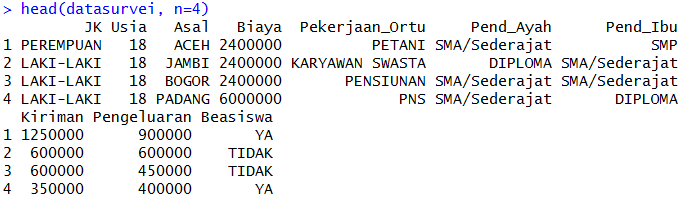 > head(datasurvei, n=4)
JK Usia Asal Biaya Pekerjaan_Ortu Pend_Ayah Pend_Ibu
1 PEREMPUAN 18 ACEH 2400000 PETANI SMA/Sederajat SMP
2 LAKI-LAKI 18 JAMBI 2400000 KARYAWAN SWASTA DIPLOMA SMA/Sederajat
3 LAKI-LAKI 18 BOGOR 2400000 PENSIUNAN SMA/Sederajat SMA/Sederajat
4 LAKI-LAKI 18 PADANG 6000000 PNS SMA/Sederajat DIPLOMA
Kiriman Pengeluaran Beasiswa
1 1250000 900000 YA
2 600000 600000 TIDAK
3 600000 450000 TIDAK
4 350000 400000 YA